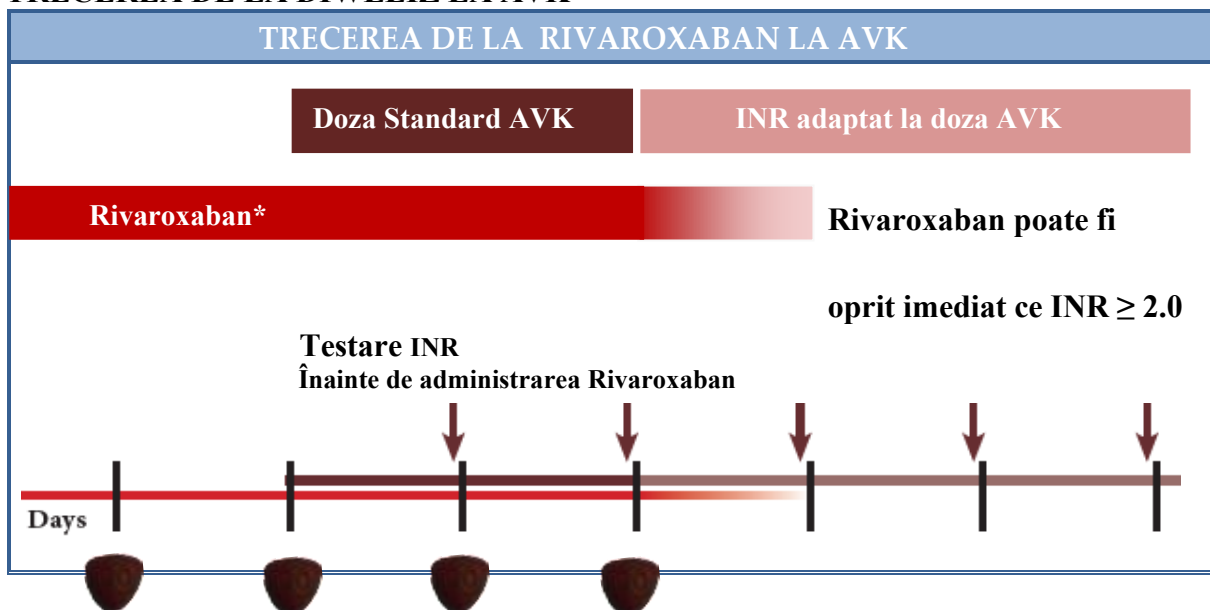 TRECEREA DE LA RIVAROXABAN LA AVK
Doza Standard AVK
INR adaptat la doza AVK
Rivaroxaban*
Rivaroxaban poate fi
oprit imediat ce INR ≥ 2.0
Testare INR
Înainte de administrarea Rivaroxaban
Days